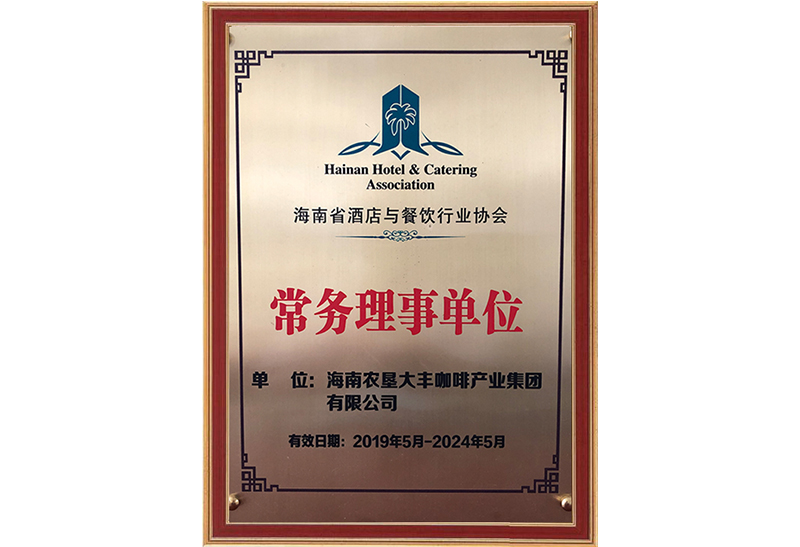 Hainan Hotel & Catering
Association
海南省酒店与餐饮行业协会
常务理事单位
单 位：海南农垦大丰咖啡产业集团
有限公司
有效日期：2019年5月-2024年5月